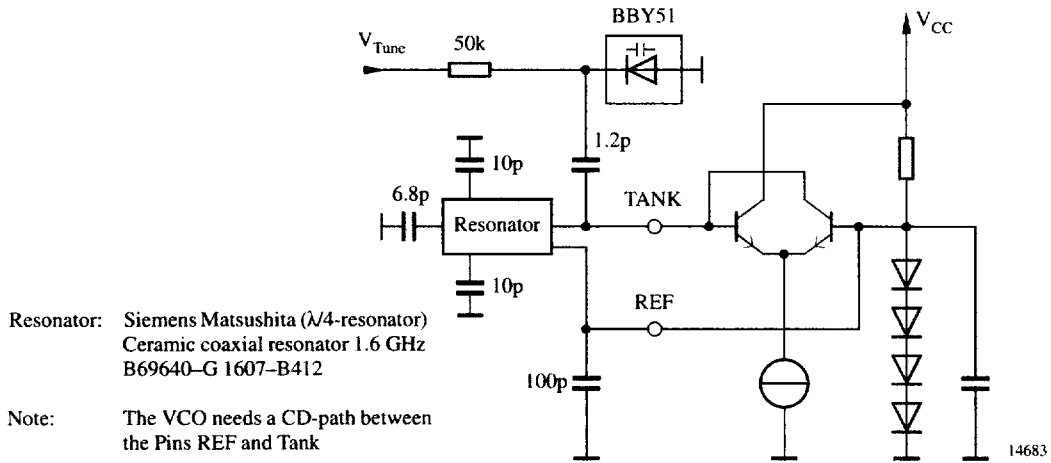 BBY51
V_Tune
50k
V_CC
1.2p
10p
6.8p
TANK
Resonator
10p
REF
Resonator: Siemens Matsushita (λ/4-resonator)
Ceramic coaxial resonator 1.6 GHz
B69640–G 1607–B412
100p
Note: The VCO needs a CD-path between
the Pins REF and Tank
14683